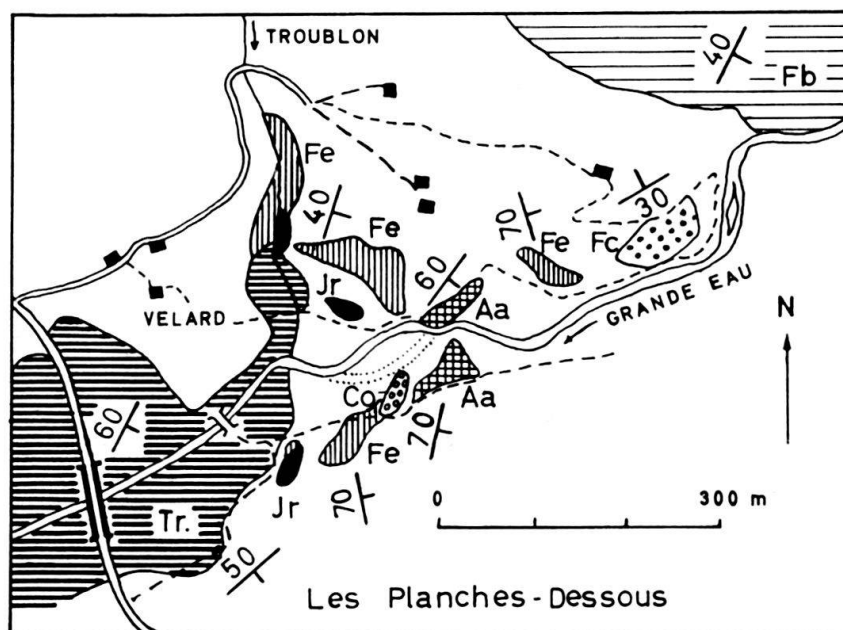 TROUBLON
40
Fb
Fe
40
Fe
70
Fe
30
Fc
60
Jr
Aa
VELARD
GRANDE EAU
N
60
Co
Aa
70
Fe
Jr
70
Tr.
50
0
300 m
Les Planches-Dessous